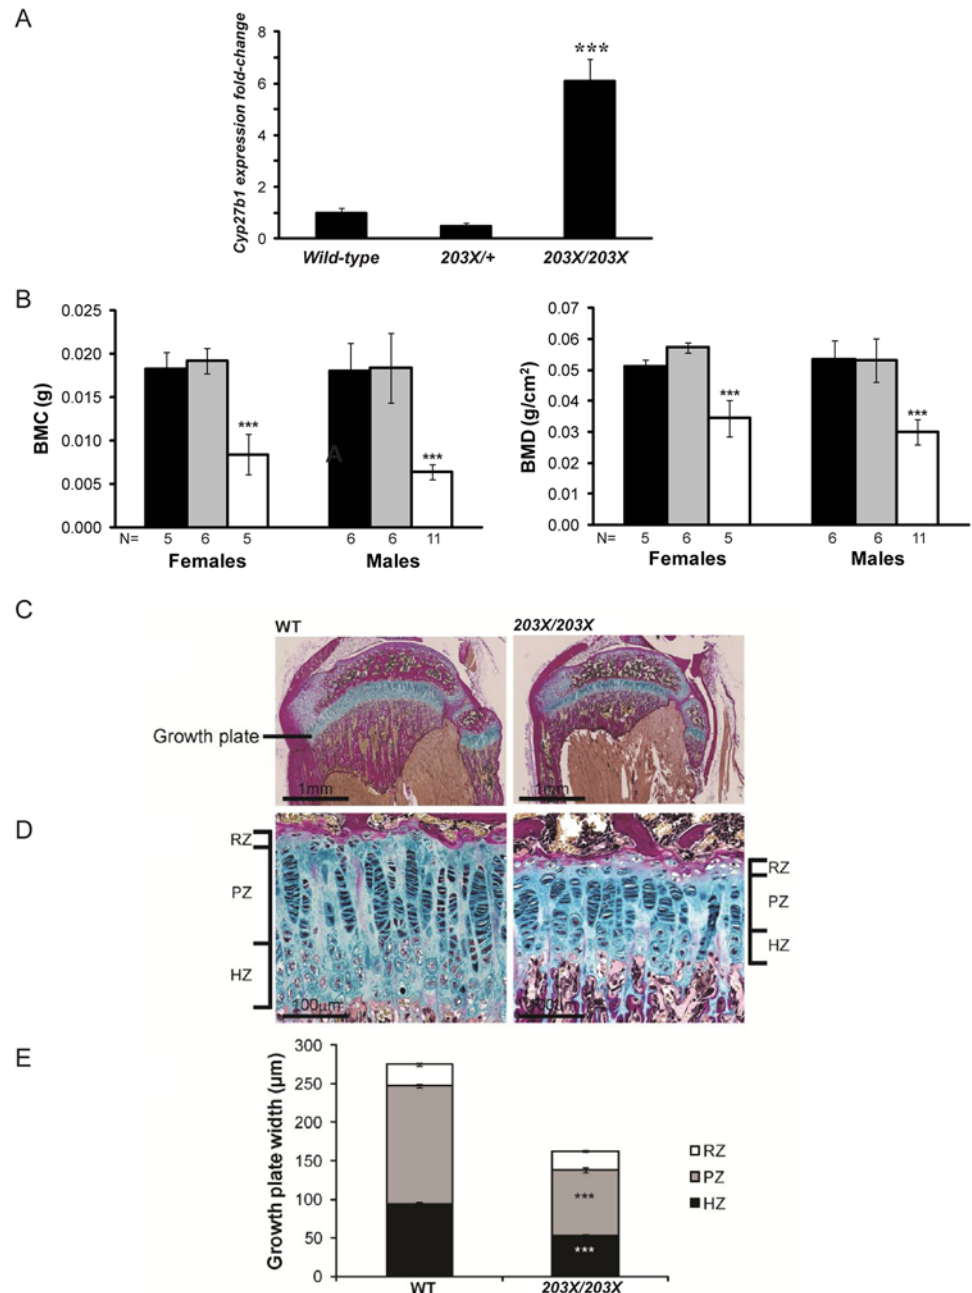 A
Cyp27b1 expression fold-change
8
6
4
2
0
***
Wild-type 203X/+ 203X/203X
B
BMC (g)
0.025
0.020
0.015
0.010
0.005
0.000
***
***
A
N= 5 6 5 6 6 11
Females Males
BMD (g/cm²)
0.07
0.06
0.05
0.04
0.03
0.02
0.01
0.00
***
***
N= 5 6 5 6 6 11
Females Males
C
WT 203X/203X
Growth plate
1mm 1mm
D
RZ
PZ
HZ
100µm
RZ
PZ
HZ
100µm
E
Growth plate width (µm)
300
250
200
150
100
50
0
***
***
WT 203X/203X
RZ
PZ
HZ